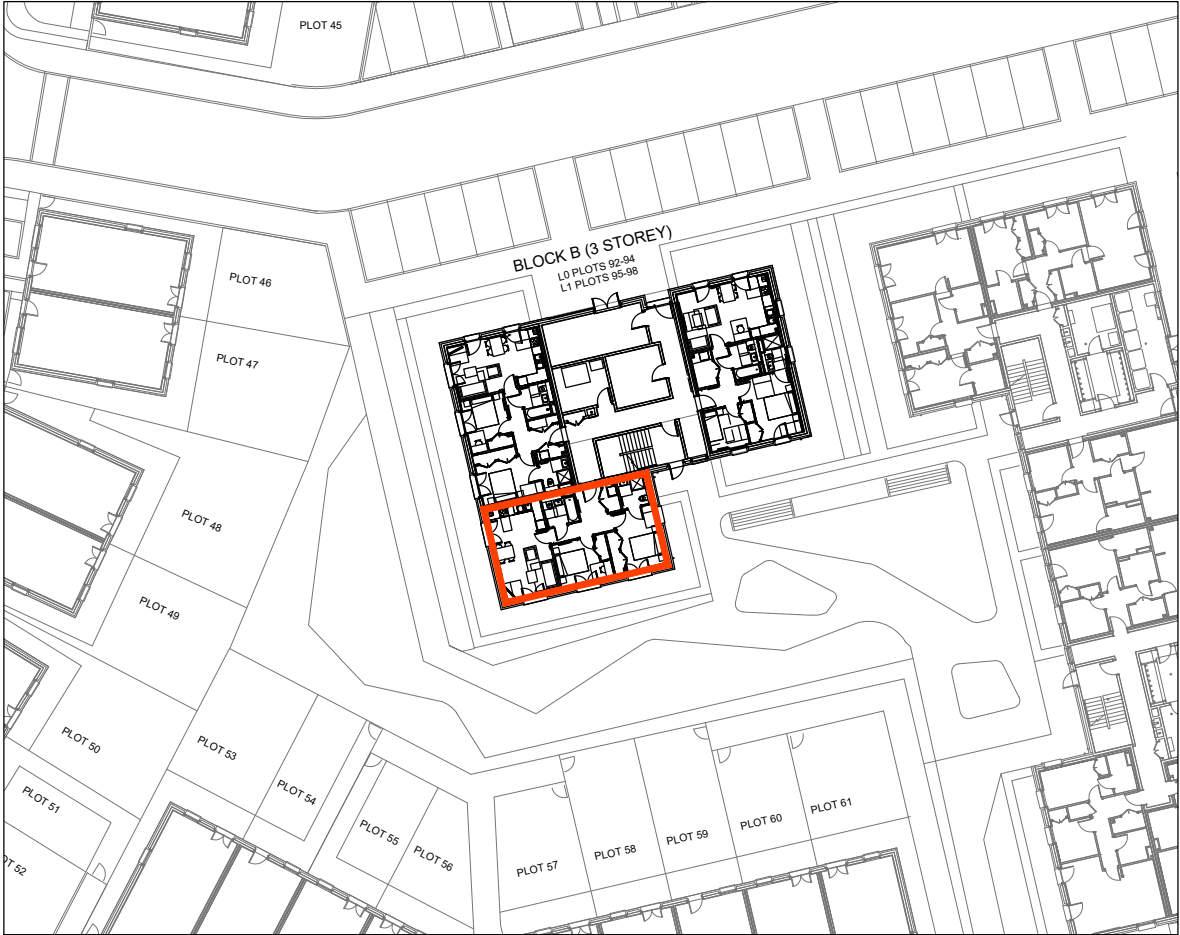 PLOT 45
BLOCK B (3 STOREY)
L0 PLOTS 92-94
L1 PLOTS 95-98
PLOT 46
PLOT 47
PLOT 48
PLOT 49
PLOT 50
PLOT 51
OT 52
PLOT 53
PLOT 54
PLOT 55
PLOT 56
PLOT 57
PLOT 58
PLOT 59
PLOT 60
PLOT 61